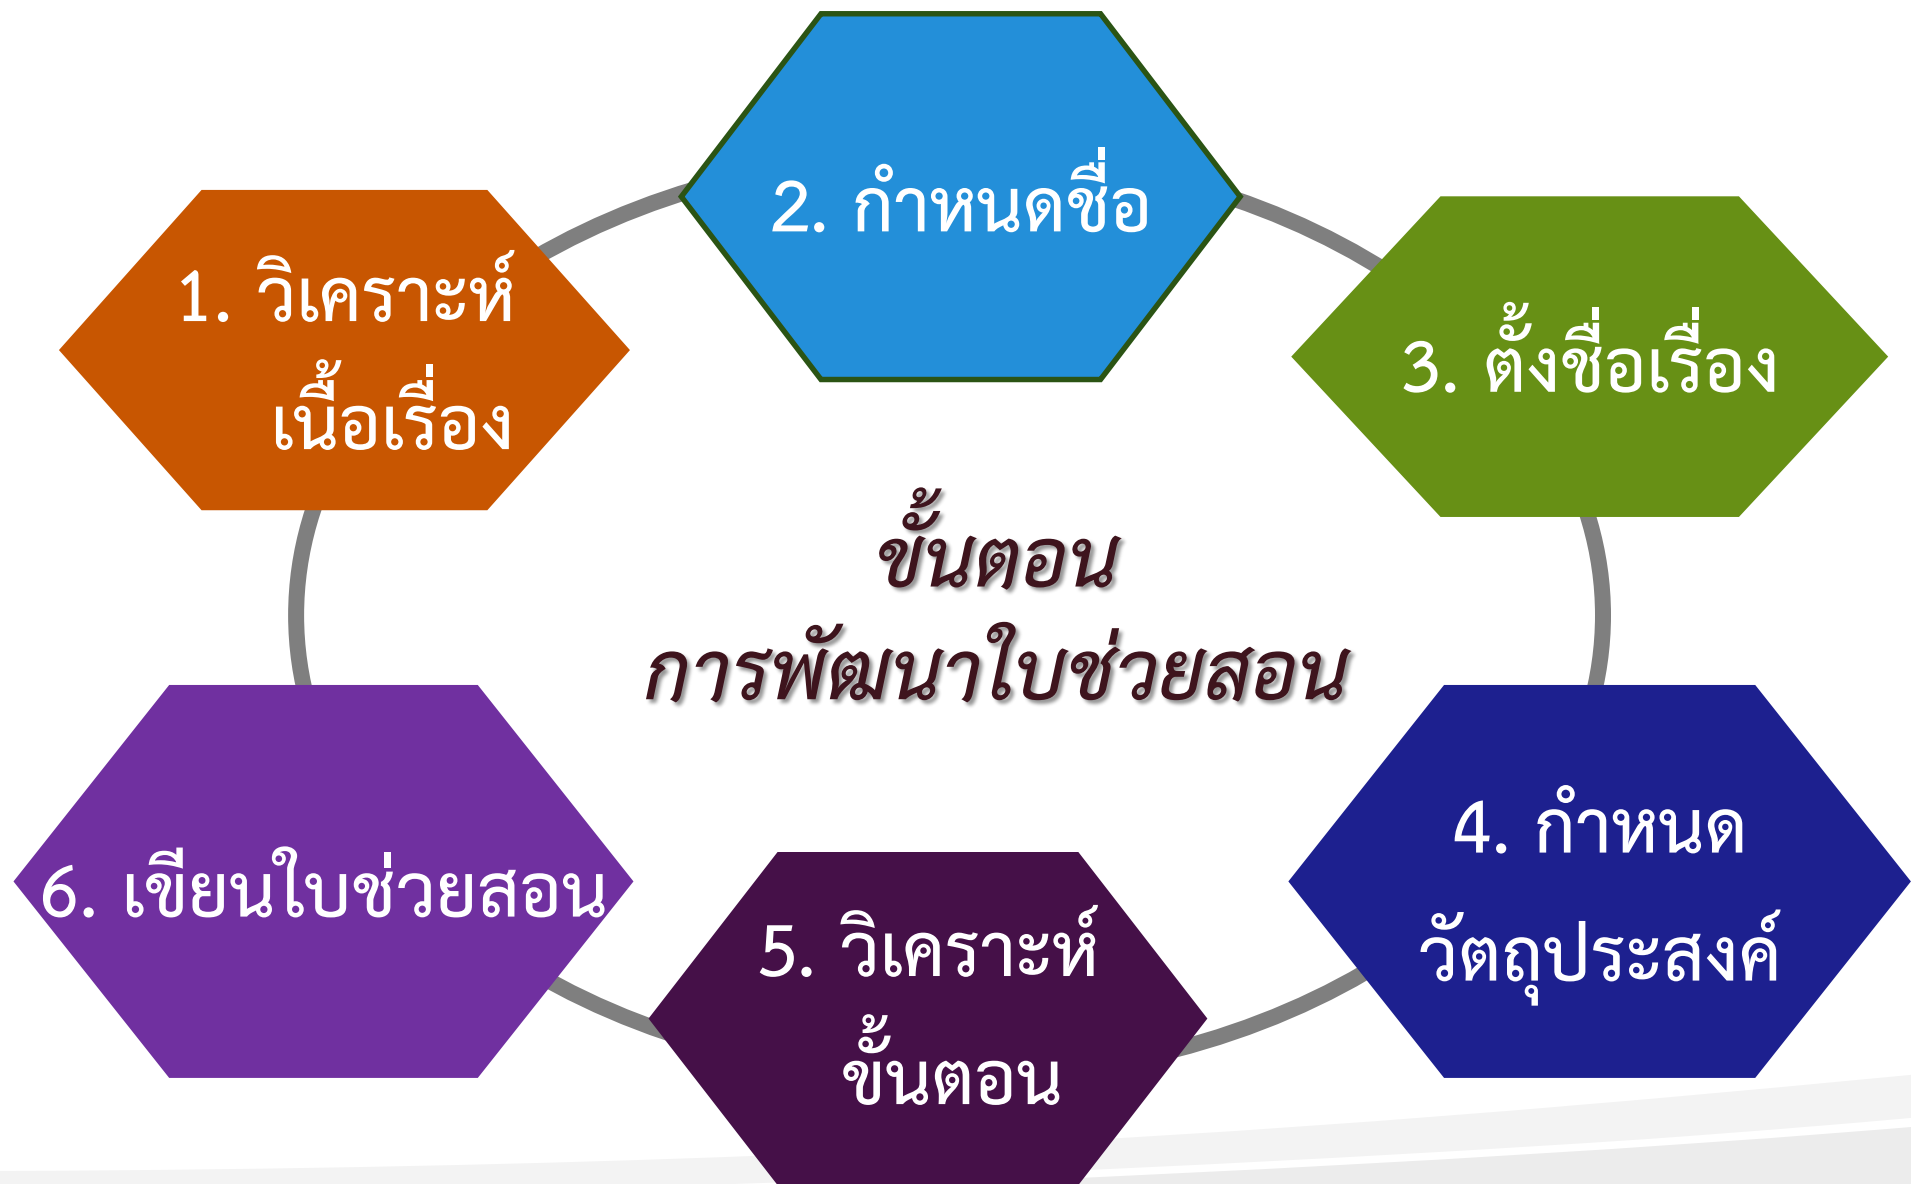 2. กำหนดชื่อ
1. วิเคราะห์
เนื้อเรื่อง
3. ตั้งชื่อเรื่อง
ขั้นตอน
การพัฒนาใบช่วยสอน
4. กำหนด
วัตถุประสงค์
6. เขียนใบช่วยสอน
5. วิเคราะห์
ขั้นตอน